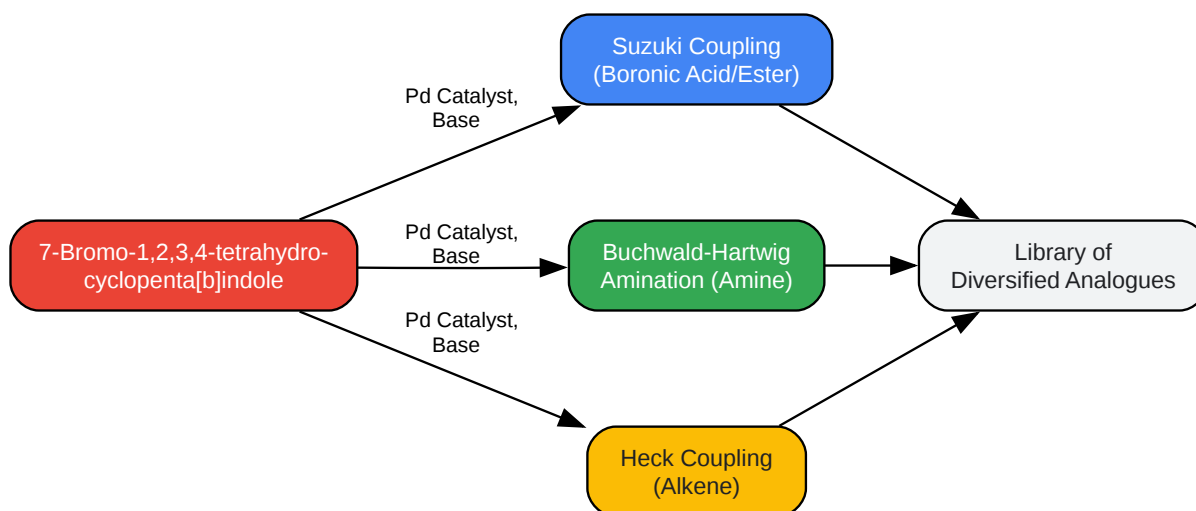 Suzuki Coupling
(Boronic Acid/Ester)
Pd Catalyst,
Base
7-Bromo-1,2,3,4-tetrahydro-
cyclopenta[b]indole
Pd Catalyst,
Base
Buchwald-Hartwig
Amination (Amine)
Library of
Diversified Analogues
Pd Catalyst,
Base
Heck Coupling
(Alkene)